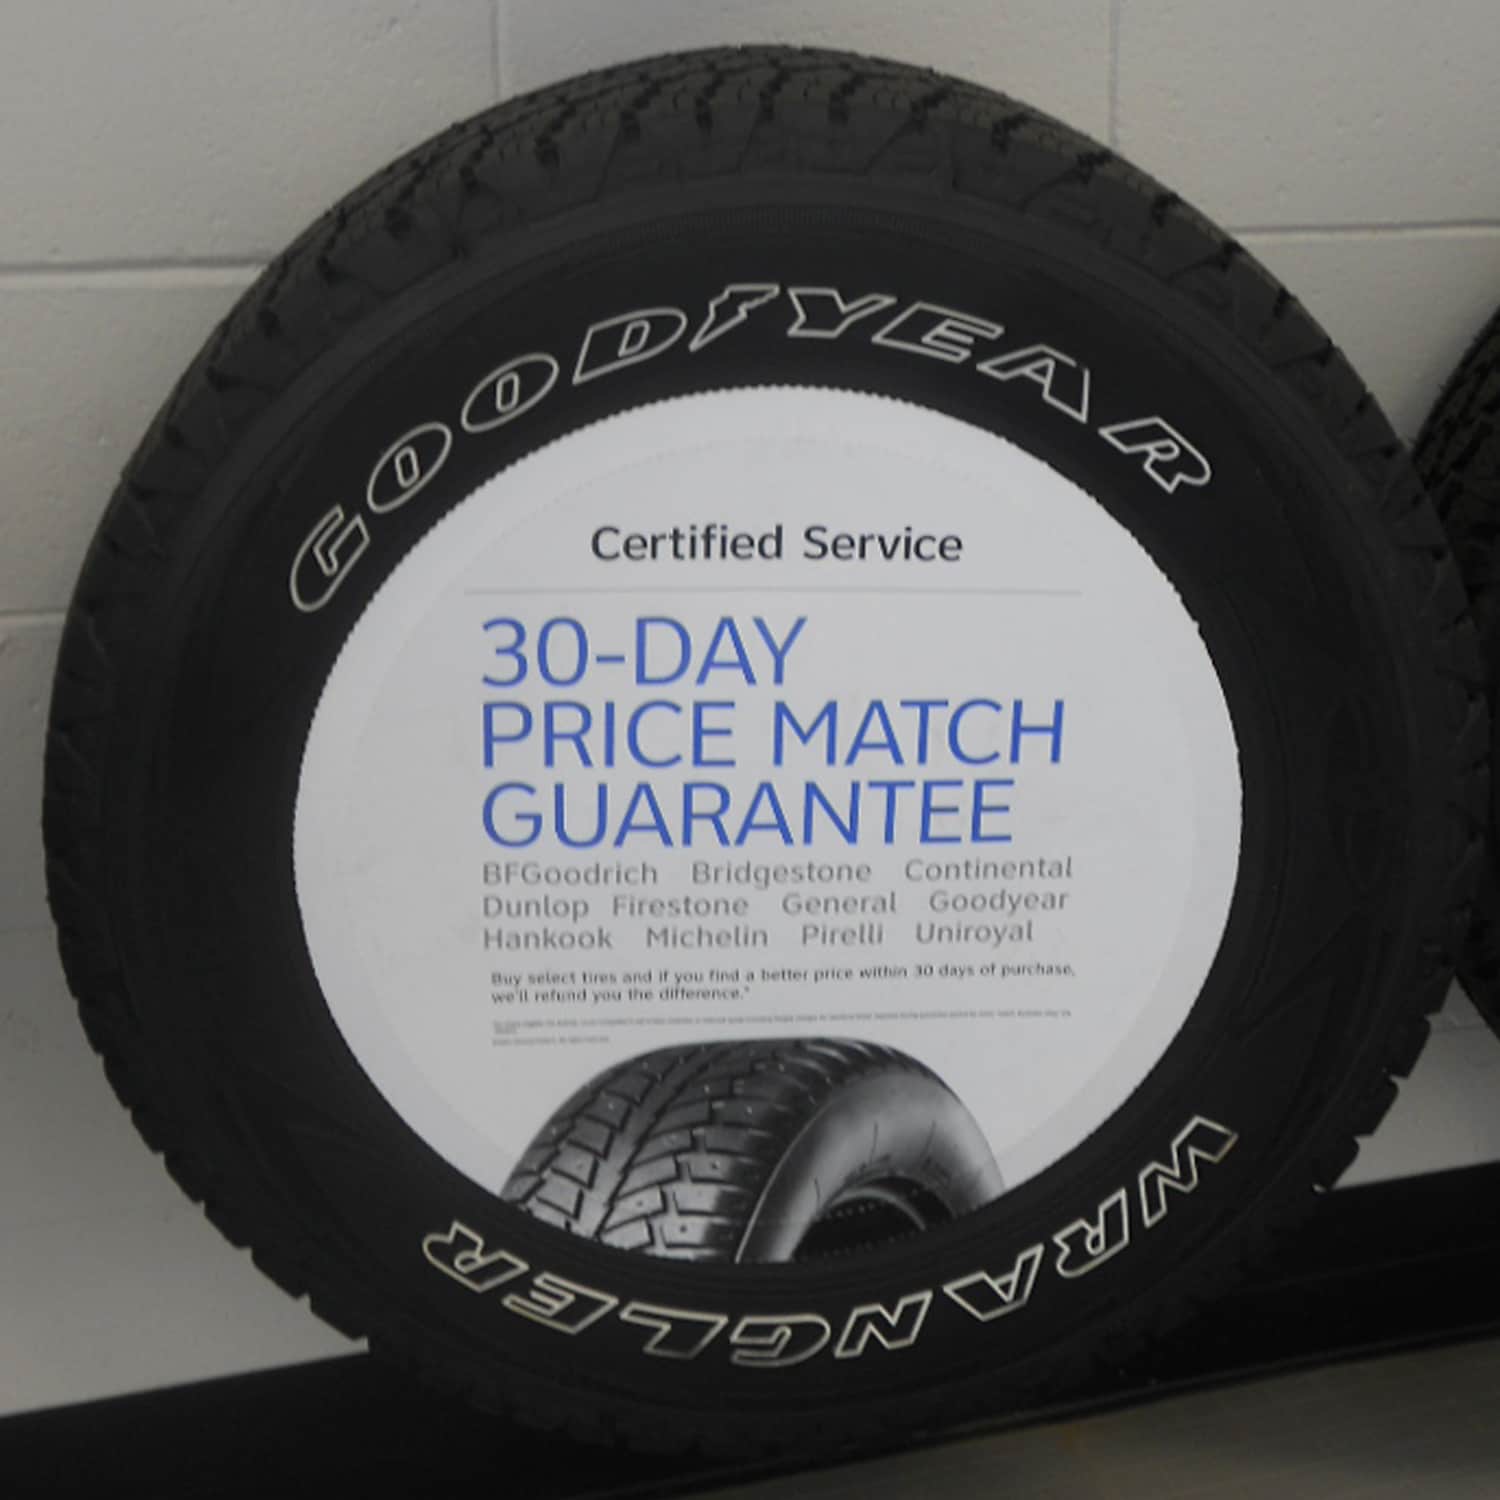 GOODYEAR
Certified Service
30-DAY
PRICE MATCH
GUARANTEE
BFGoodrich Bridgestone Continental
Dunlop Firestone General Goodyear
Hankook Michelin Pirelli Uniroyal
Buy select tires and if you find a better price within 30 days of purchase,
we'll refund you the difference.*
WRANGLER